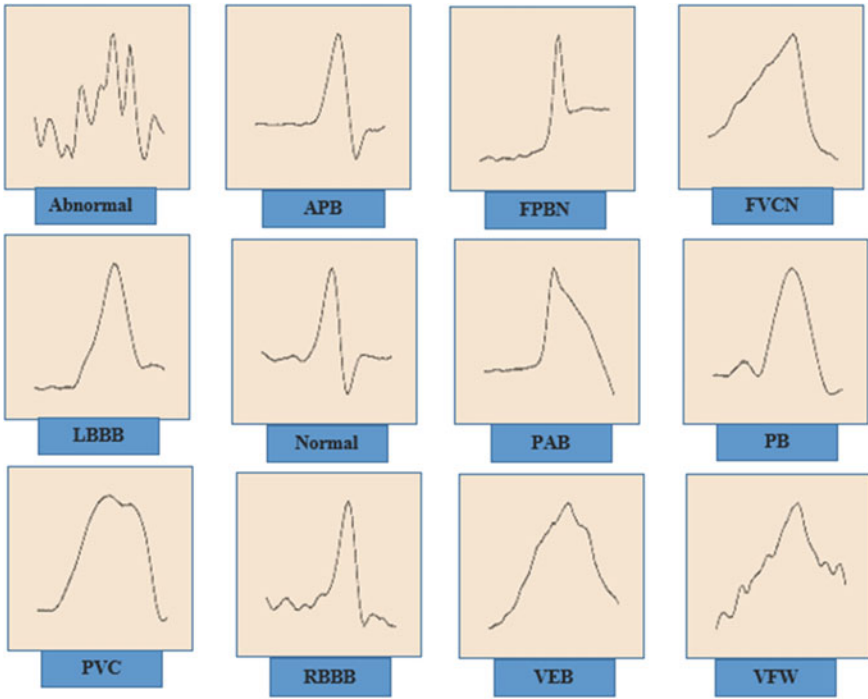 Abnormal
APB
FPBN
FVCN
LBBB
Normal
PAB
PB
PVC
RBBB
VEB
VFW